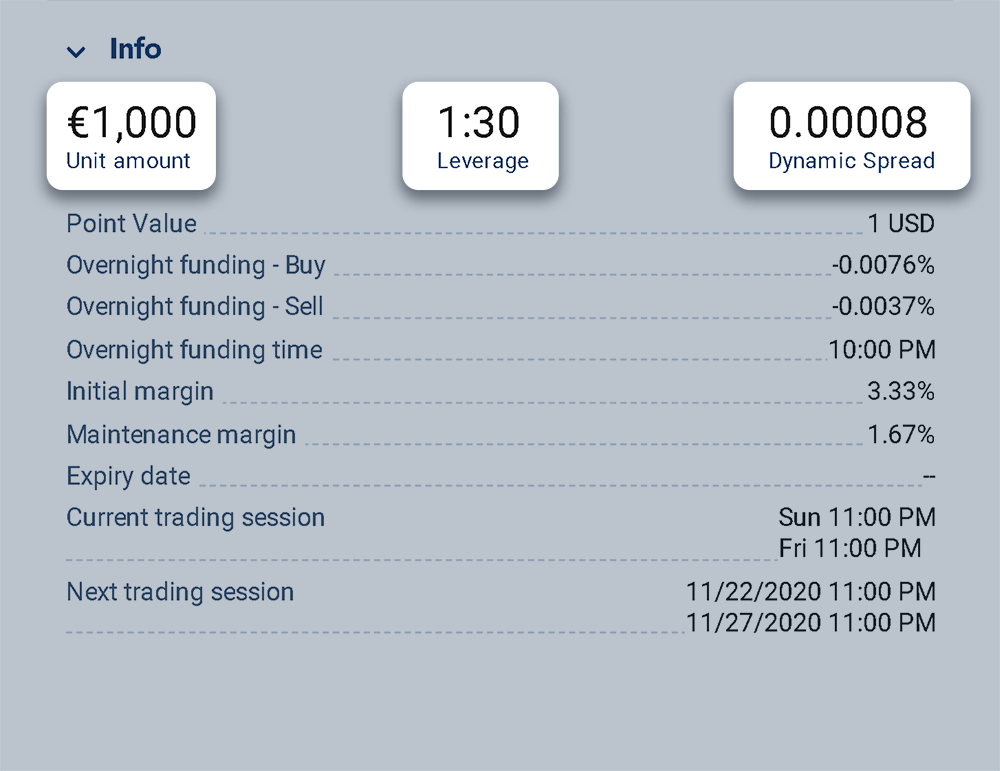 Info
€1,000 1:30 0.00008
Unit amount Leverage Dynamic Spread
Point Value 1 USD
Overnight funding - Buy -0.0076%
Overnight funding - Sell -0.0037%
Overnight funding time 10:00 PM
Initial margin 3.33%
Maintenance margin 1.67%
Expiry date --
Current trading session Sun 11:00 PM
Fri 11:00 PM
Next trading session 11/22/2020 11:00 PM
11/27/2020 11:00 PM